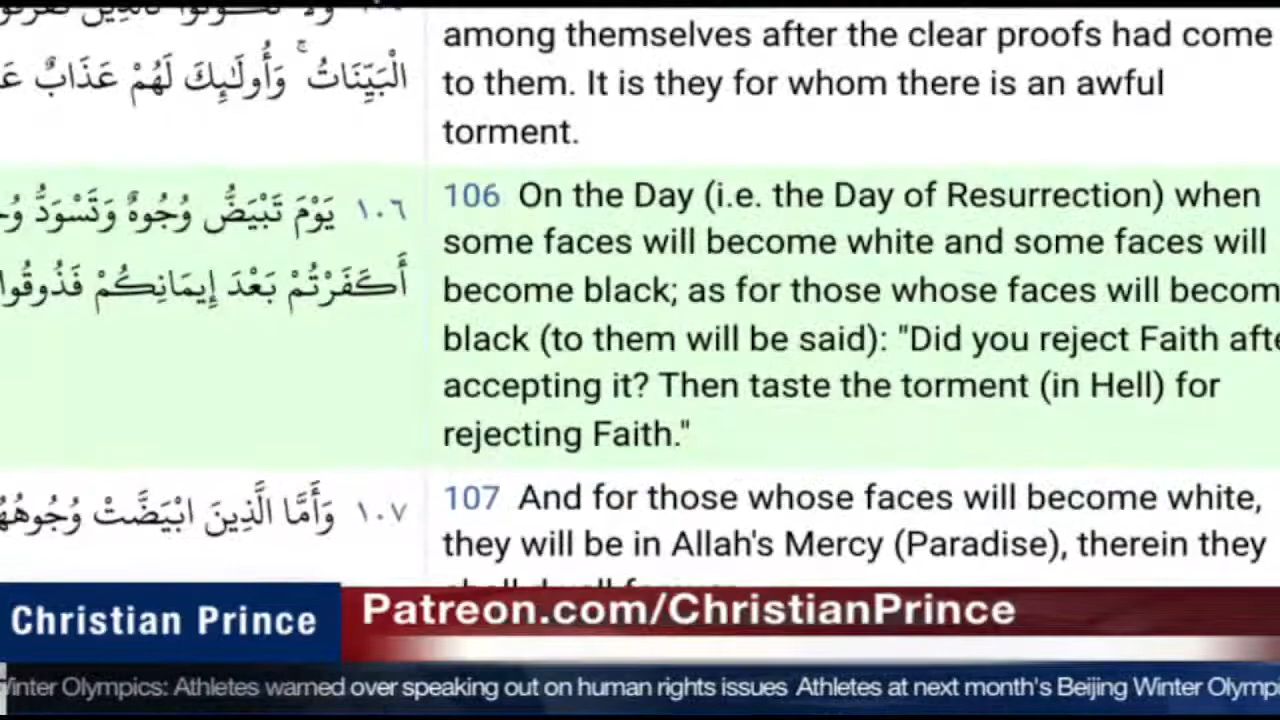 among themselves after the clear proofs had come
الْبَيِّنَاتُ ۚ وَأُولَٰئِكَ لَهُمْ عَذَابٌ
to them. It is they for whom there is an awful
torment.
١٠٦ يَوْمَ تَبْيَضُّ وُجُوهٌ وَتَسْوَدُّ
أَكَفَرْتُمْ بَعْدَ إِيمَانِكُمْ فَذُوقُوا
106 On the Day (i.e. the Day of Resurrection) when
some faces will become white and some faces will
become black; as for those whose faces will becom
black (to them will be said): "Did you reject Faith afte
accepting it? Then taste the torment (in Hell) for
rejecting Faith."
١٠٧ وَأَمَّا الَّذِينَ ابْيَضَّتْ
107 And for those whose faces will become white,
they will be in Allah's Mercy (Paradise), therein they
Christian Prince
Patreon.com/ChristianPrince
Winter Olympics: Athletes warned over speaking out on human rights issues Athletes at next month's Beijing Winter Olymp